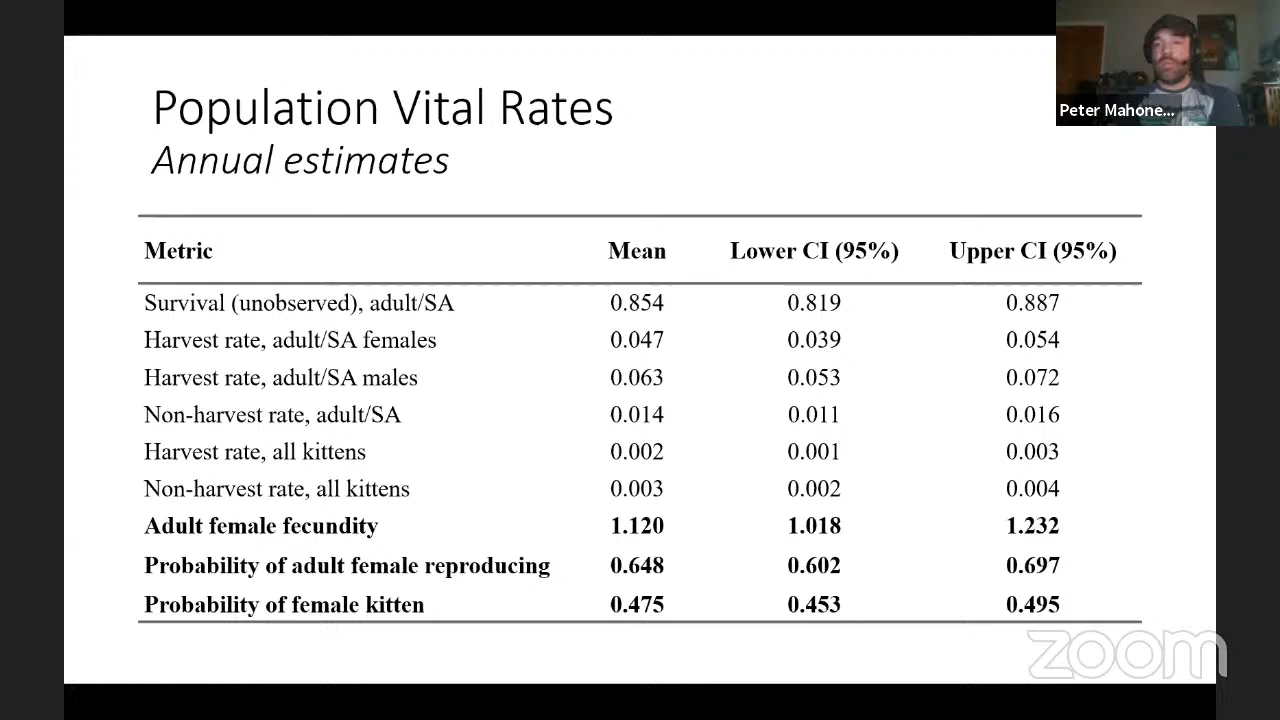 Population Vital Rates
Annual estimates
Peter Mahone...
Metric Mean Lower CI (95%) Upper CI (95%)
Survival (unobserved), adult/SA 0.854 0.819 0.887
Harvest rate, adult/SA females 0.047 0.039 0.054
Harvest rate, adult/SA males 0.063 0.053 0.072
Non-harvest rate, adult/SA 0.014 0.011 0.016
Harvest rate, all kittens 0.002 0.001 0.003
Non-harvest rate, all kittens 0.003 0.002 0.004
Adult female fecundity 1.120 1.018 1.232
Probability of adult female reproducing 0.648 0.602 0.697
Probability of female kitten 0.475 0.453 0.495
zoom